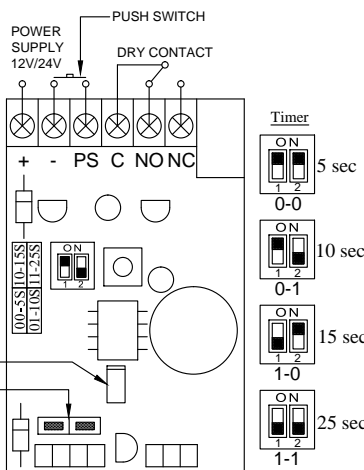 PUSH SWITCH
POWER
SUPPLY
12V/24V
DRY CONTACT
+ - PS C NO NC
Timer
ON
1 2
5 sec
0-0
ON
1 2
10 sec
0-1
ON
1 2
15 sec
1-0
ON
1 2
25 sec
1-1
00-5S 10-15S
01-10S 11-25S
ON
1 2